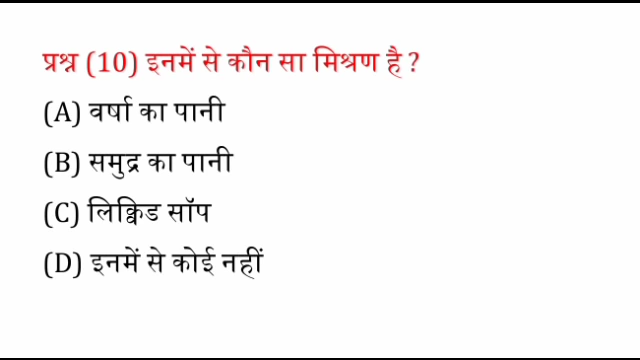 प्रश्न (10) इनमें से कौन सा मिश्रण है ?
(A) वर्षा का पानी
(B) समुद्र का पानी
(C) लिक्विड सॉप
(D) इनमें से कोई नहीं